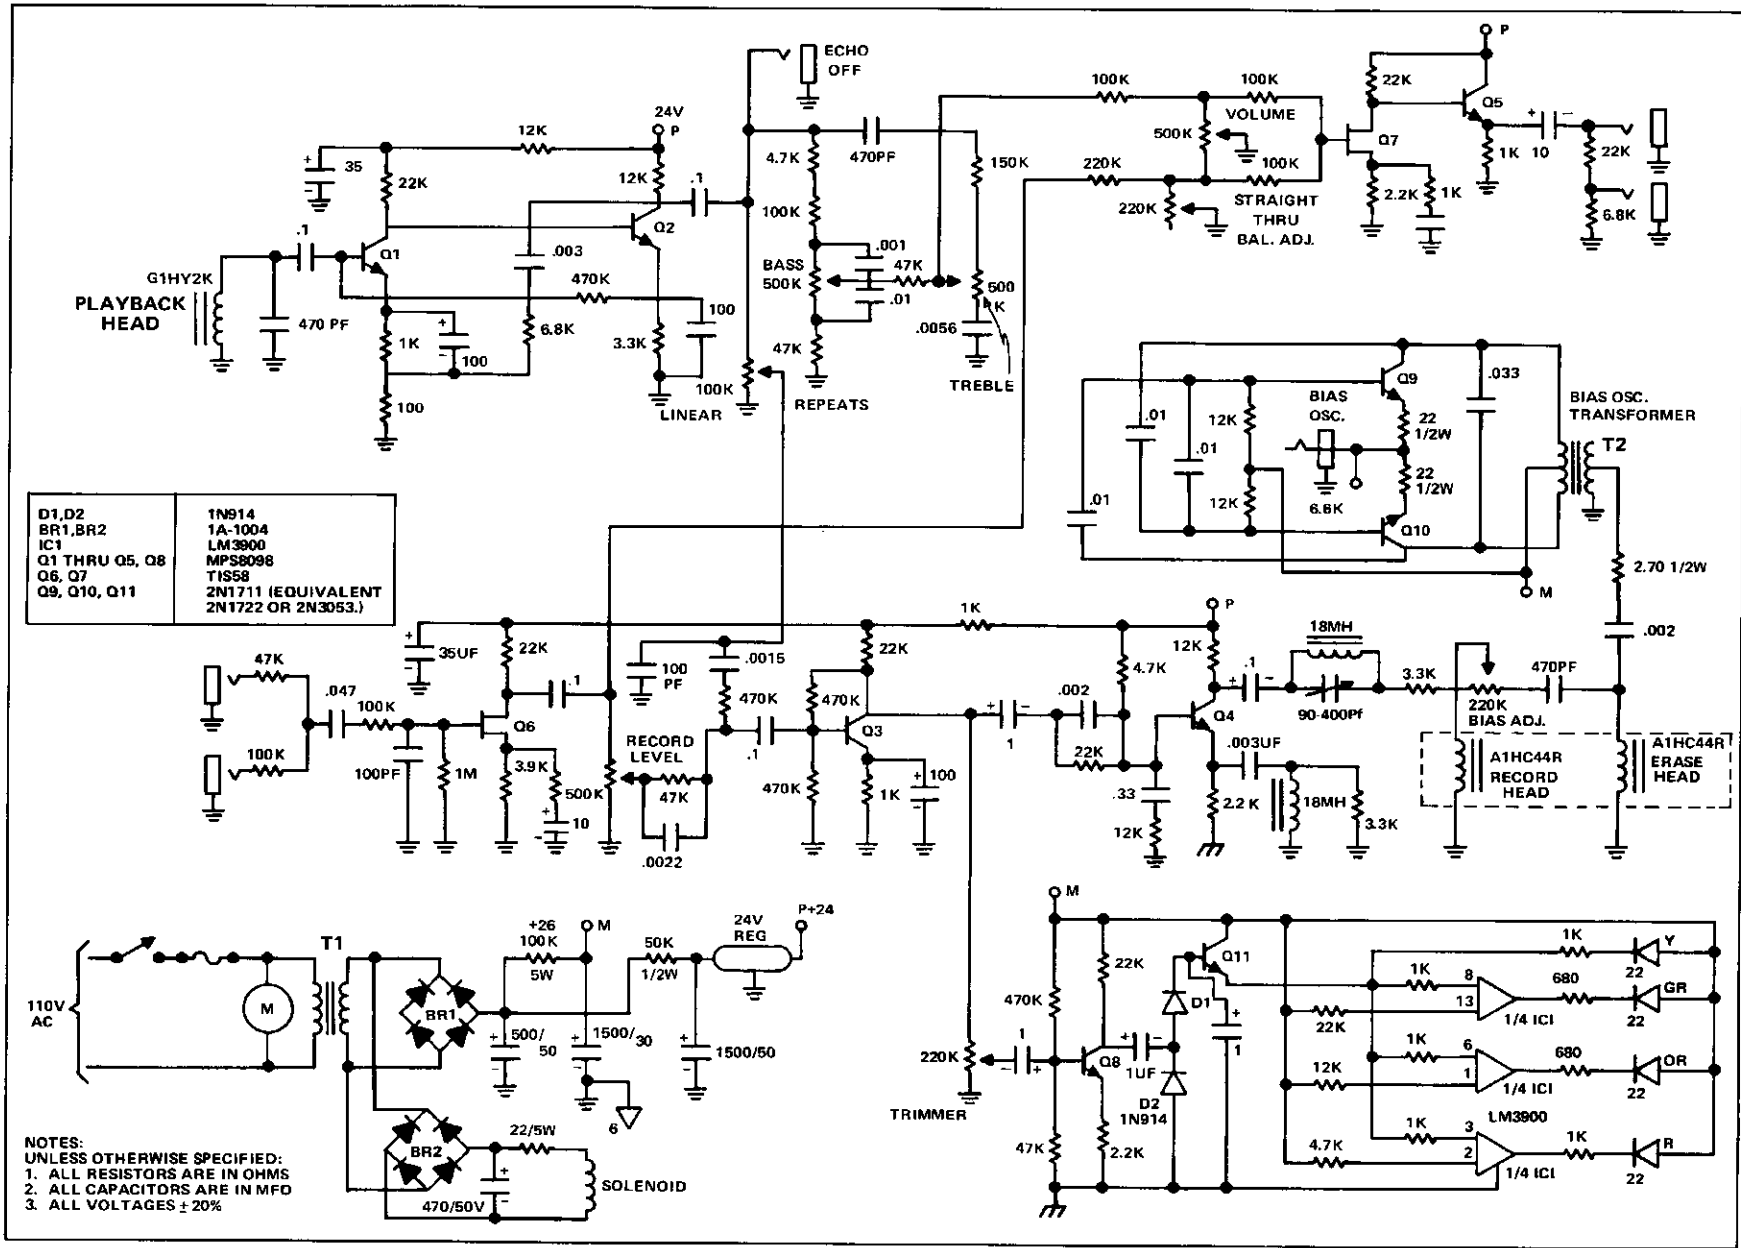 ECHO
OFF
P
24V
P
12K
35
22K
12K
.1
.1
Q1
Q2
G1HY2K
PLAYBACK
HEAD
470 PF
.003
470K
100
1K
100
6.8K
3.3K
100
100K
LINEAR
REPEATS
4.7K
470PF
150K
100K
BASS
500K
.001
47K
.01
500
K
.0056
47K
TREBLE
100K
100K
VOLUME
500K
220K
100K
220K
STRAIGHT
THRU
BAL. ADJ.
22K
Q5
Q7
1K
10
22K
2.2K
1K
6.8K
Q9
BIAS
OSC.
.033
BIAS OSC.
TRANSFORMER
12K
22
1/2W
.01
.01
T2
22
1/2W
12K
6.8K
.01
Q10
2.70 1/2W
M
.002
D1,D2 1N914
BR1,BR2 1A-1004
IC1 LM3900
Q1 THRU Q5, Q8 MPS8098
Q6, Q7 TIS58
Q9, Q10, Q11 2N1711 (EQUIVALENT
2N1722 OR 2N3053.)
47K
.047
100K
100K
100PF
1M
35UF
22K
.1
Q6
3.9K
500K
10
100
PF
.0015
470K
RECORD
LEVEL
47K
.0022
.1
470K
22K
Q3
470K
1K
100
1K
1
.002
22K
4.7K
P
12K
Q4
.33
12K
2.2 K
.1
.003UF
18MH
3.3K
18MH
90-400Pf
3.3K
220K
BIAS ADJ.
470PF
A1HC44R
RECORD
HEAD
A1HC44R
ERASE
HEAD
110V
AC
M
T1
BR1
+26
100K
5W
M
50K
1/2W
24V
REG
P+24
500/
50
1500/
30
1500/50
6
BR2
22/5W
470/50V
SOLENOID
NOTES:
UNLESS OTHERWISE SPECIFIED:
1. ALL RESISTORS ARE IN OHMS
2. ALL CAPACITORS ARE IN MFD
3. ALL VOLTAGES ± 20%
M
470K
22K
220K
TRIMMER
1
Q8
1UF
D1
D2
1N914
Q11
1
47K
2.2K
1K
Y
22
1K
8
13
680
GR
22K
1/4 ICI
22
1K
6
1
680
OR
12K
1/4 ICI
22
LM3900
1K
3
2
1K
R
4.7K
1/4 ICI
22